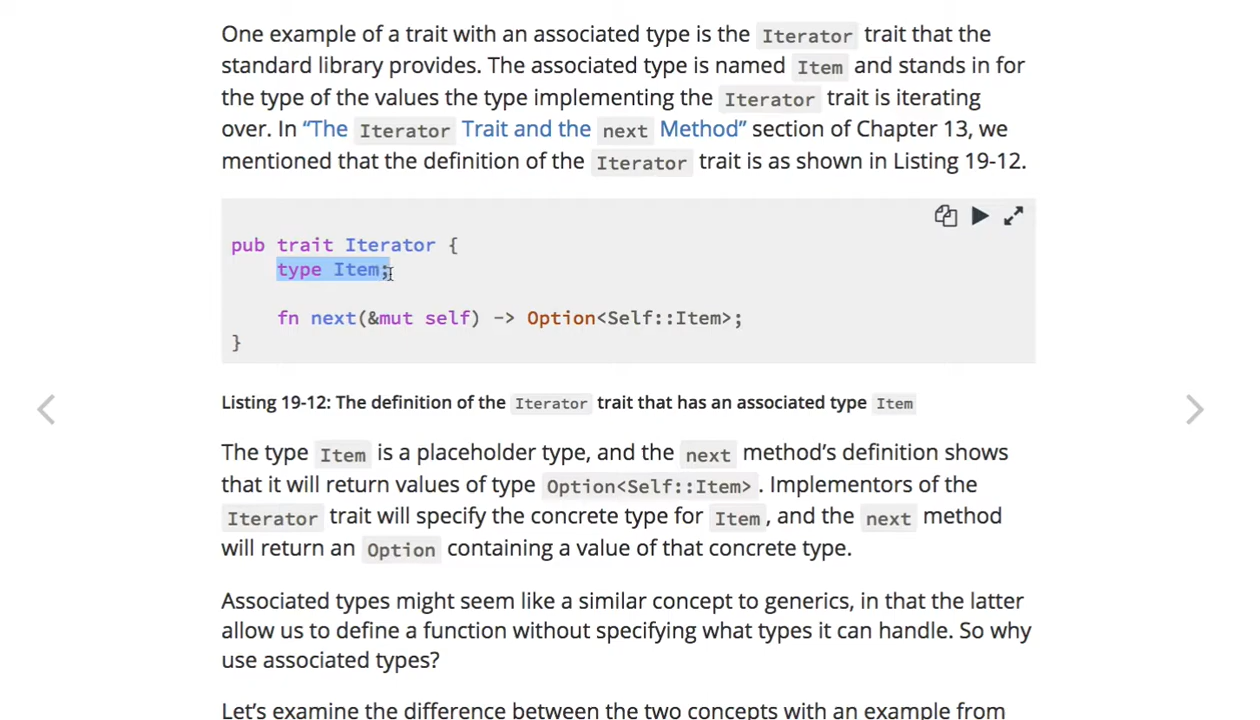 One example of a trait with an associated type is the Iterator trait that the
standard library provides. The associated type is named Item and stands in for
the type of the values the type implementing the Iterator trait is iterating
over. In “The Iterator Trait and the next Method” section of Chapter 13, we
mentioned that the definition of the Iterator trait is as shown in Listing 19-12.
pub trait Iterator {
    type Item;
    fn next(&mut self) -> Option<Self::Item>;
}
Listing 19-12: The definition of the Iterator trait that has an associated type Item
The type Item is a placeholder type, and the next method’s definition shows
that it will return values of type Option<Self::Item>. Implementors of the
Iterator trait will specify the concrete type for Item, and the next method
will return an Option containing a value of that concrete type.
Associated types might seem like a similar concept to generics, in that the latter
allow us to define a function without specifying what types it can handle. So why
use associated types?
Let’s examine the difference between the two concepts with an example from